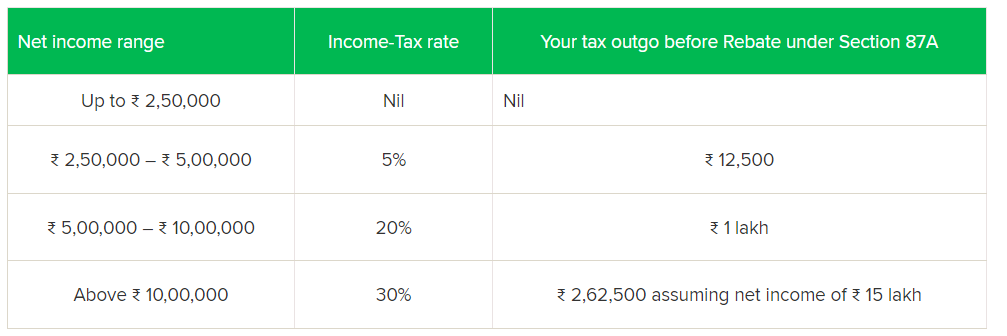 Net income range Income-Tax rate Your tax outgo before Rebate under Section 87A
Up to ₹ 2,50,000 Nil Nil
₹ 2,50,000 – ₹ 5,00,000 5% ₹ 12,500
₹ 5,00,000 – ₹ 10,00,000 20% ₹ 1 lakh
Above ₹ 10,00,000 30% ₹ 2,62,500 assuming net income of ₹ 15 lakh